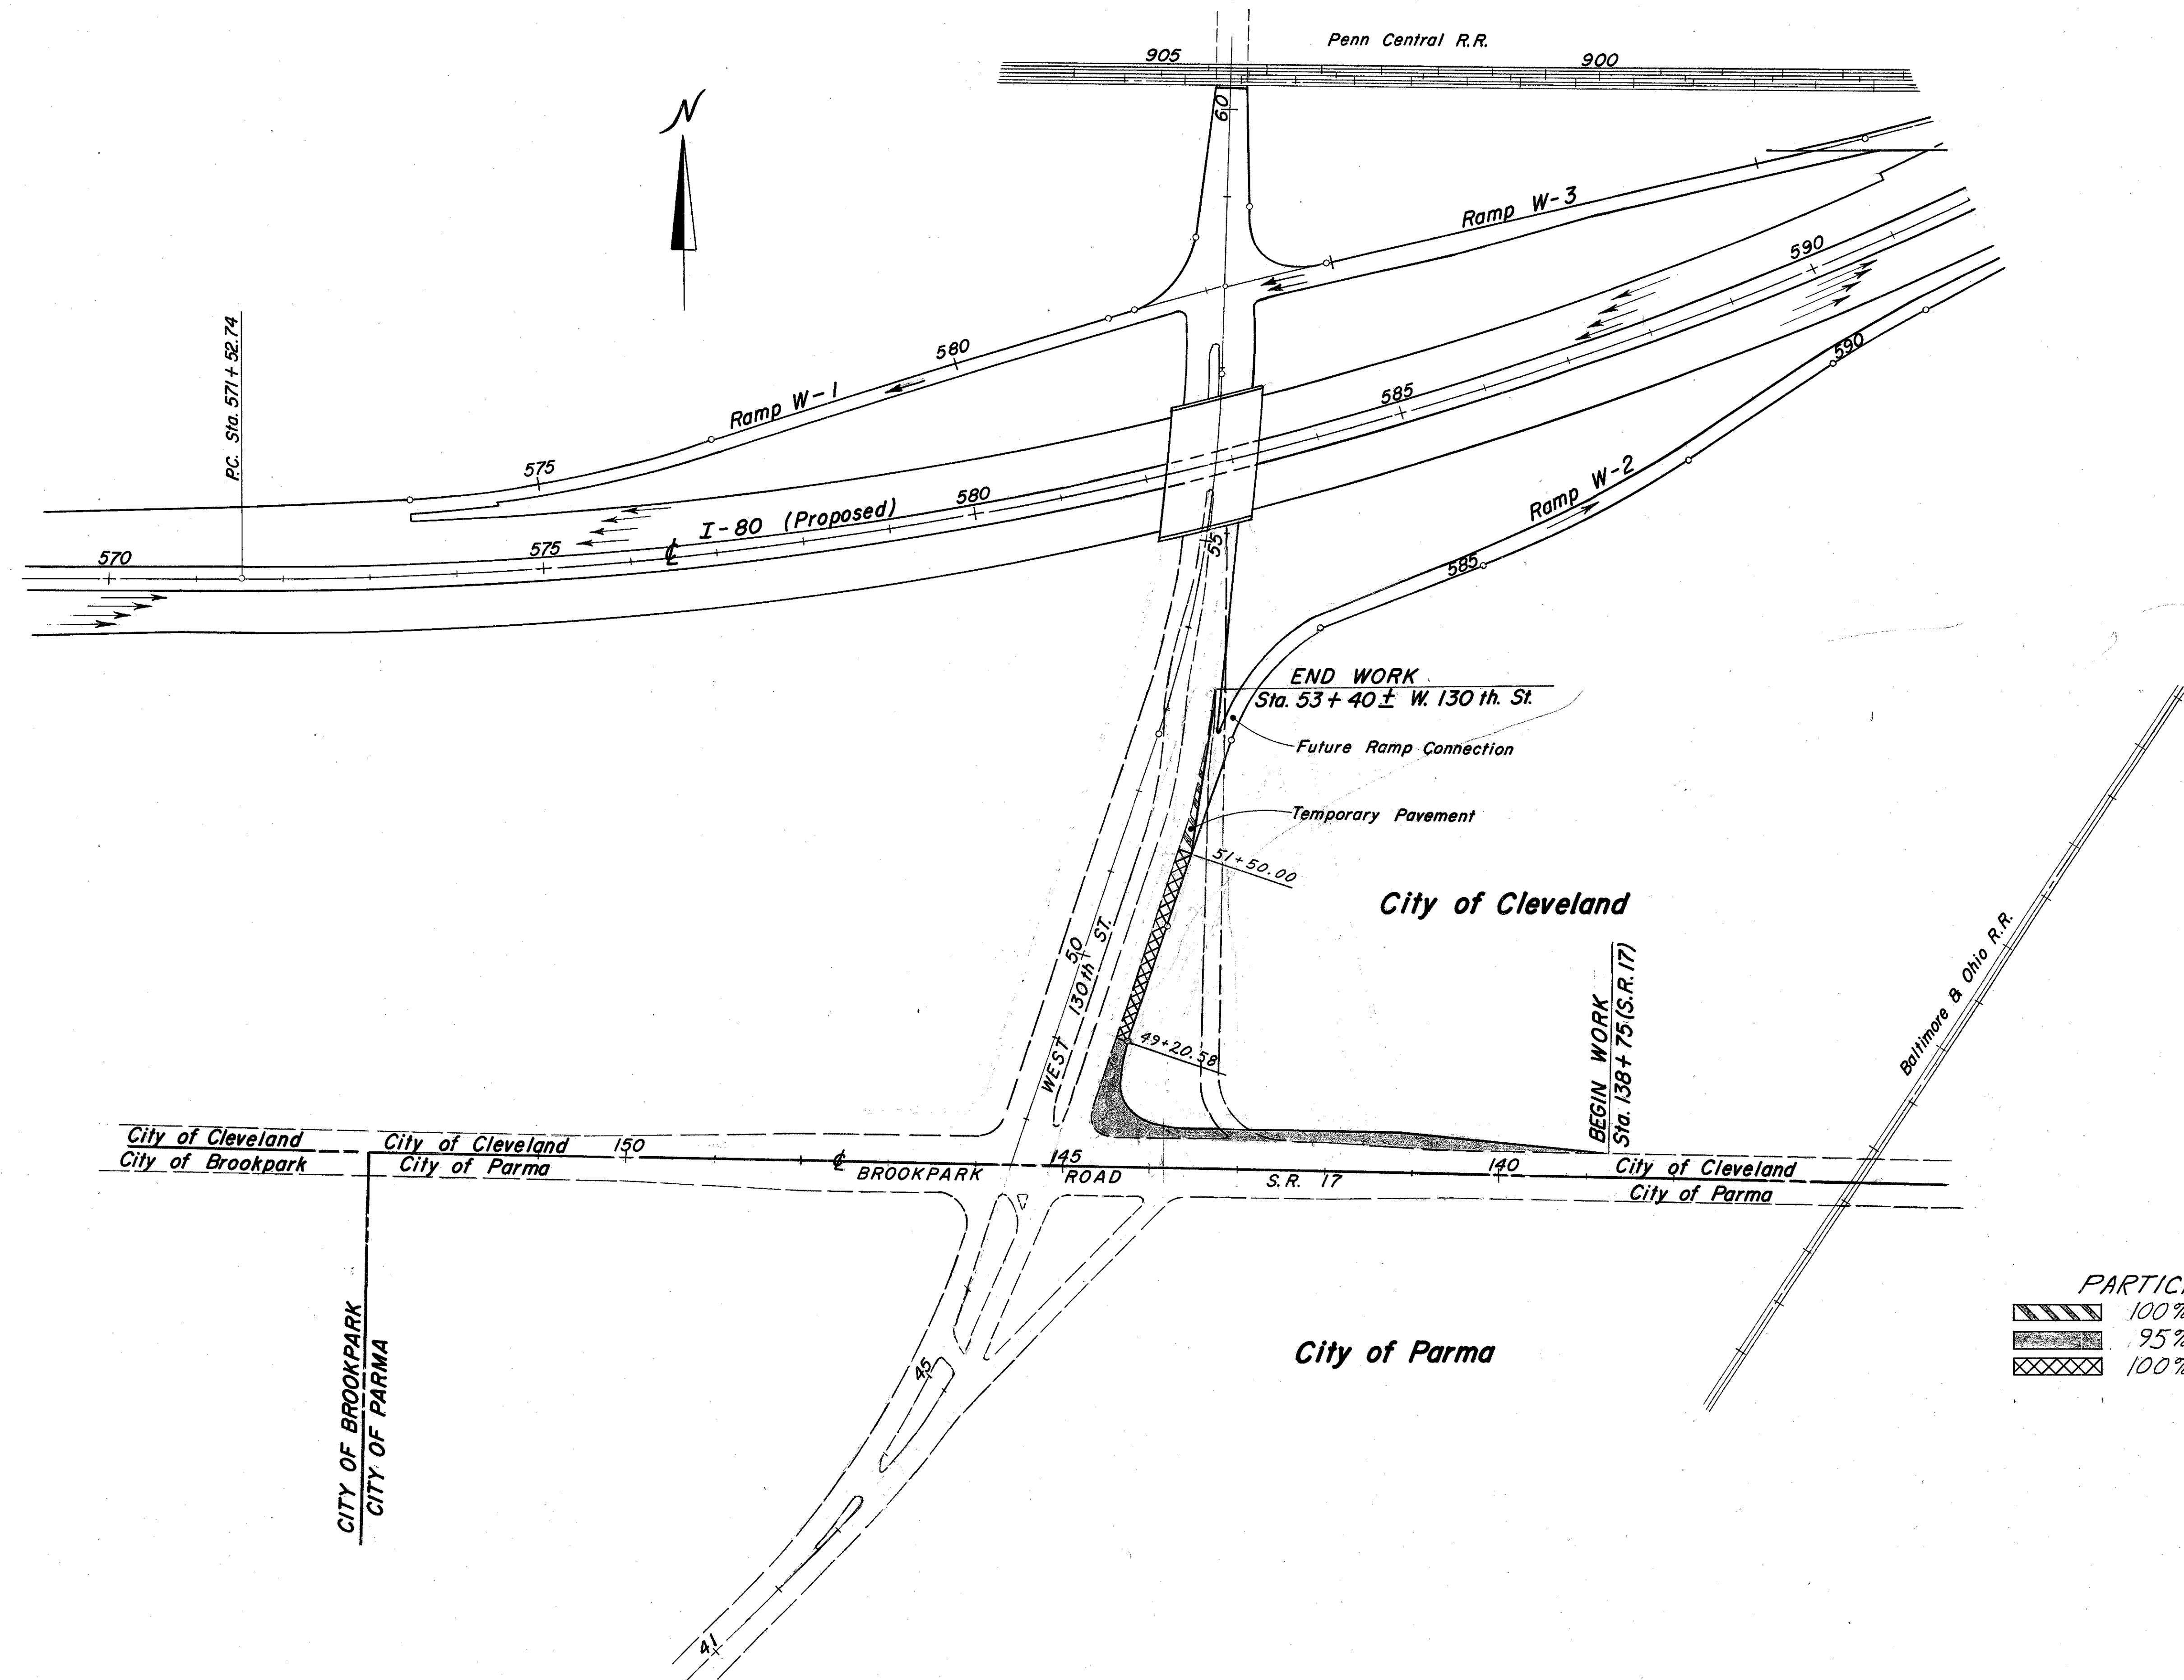 Penn Central R.R.
905
900
60
N
Ramp W-3
590
P.C. Sta. 571+52.74
580
585
590
Ramp W-1
575
Ramp W-2
580
I-80 (Proposed)
575
570
℄
55
585
END WORK
Sta. 53+40± W. 130th. St.
Future Ramp Connection
Temporary Pavement
51+50.00
City of Cleveland
50
WEST 130th ST.
BEGIN WORK
Sta. 138+75 (S.R. 17)
Baltimore & Ohio R.R.
49+20.58
City of Cleveland
City of Brookpark
City of Cleveland
City of Parma
150
℄
145
140
BROOKPARK ROAD S.R. 17
City of Cleveland
City of Parma
CITY OF BROOKPARK
CITY OF PARMA
City of Parma
45
41
PARTIC
100%
95%
100%